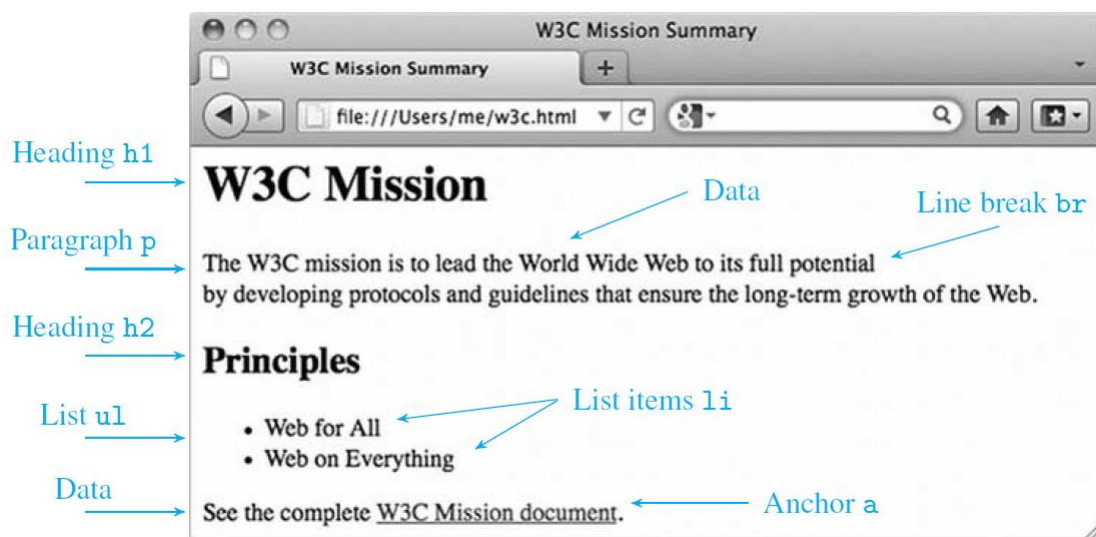 W3C Mission Summary
W3C Mission Summary
file:///Users/me/w3c.html
Heading h1
W3C Mission
Data
Line break br
Paragraph p
The W3C mission is to lead the World Wide Web to its full potential
by developing protocols and guidelines that ensure the long-term growth of the Web.
Heading h2
Principles
List items li
List ul
• Web for All
• Web on Everything
Data
See the complete W3C Mission document.
Anchor a